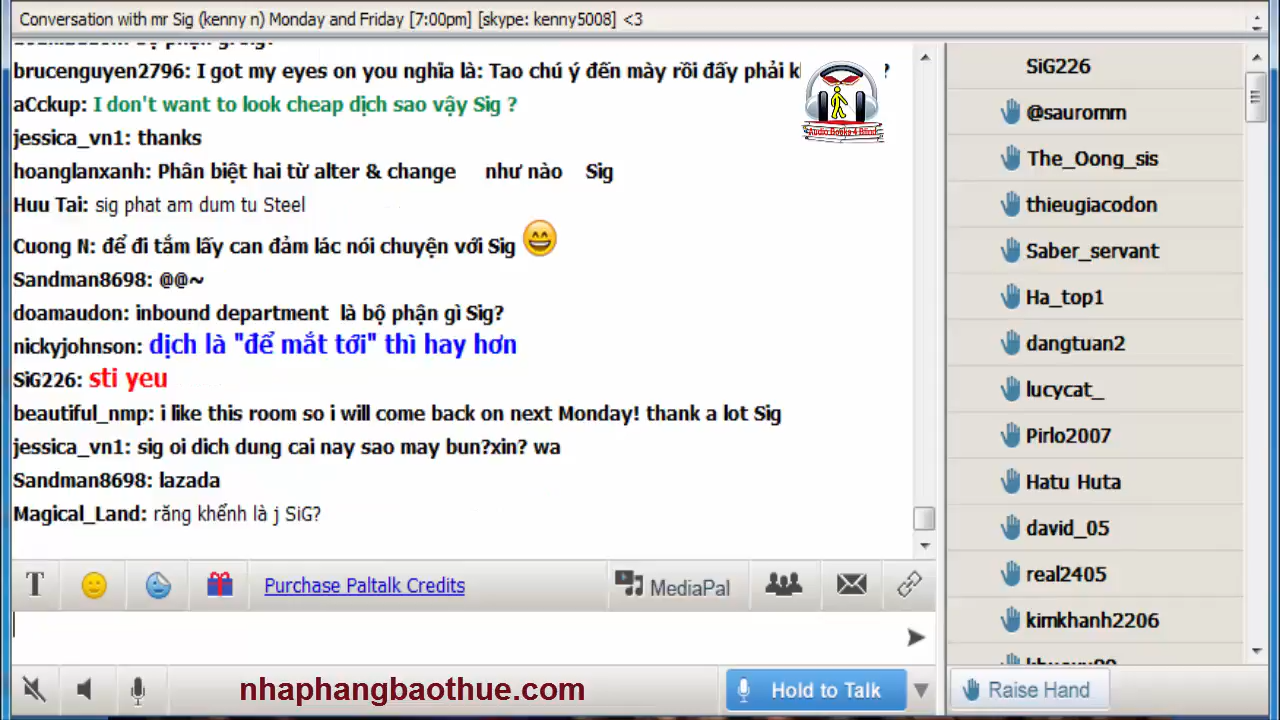 Conversation with mr Sig (kenny n) Monday and Friday [7:00pm] [skype: kenny5008] <3
brucenguyen2796: I got my eyes on you nghĩa là: Tao chú ý đến mày rồi đấy phải ?
aCckup: I don't want to look cheap dịch sao vậy Sig ?
jessica_vn1: thanks
hoanglanxanh: Phân biệt hai từ alter & change như nào Sig
Huu Tai: sig phat am dum tu Steel
Cuong N: để đi tắm lấy can đảm lác nói chuyện với Sig
Sandman8698: @@~
doamaudon: inbound department là bộ phận gì Sig?
nickyjohnson: dịch là "để mắt tới" thì hay hơn
SiG226: sti yeu
beautiful_nmp: i like this room so i will come back on next Monday! thank a lot Sig
jessica_vn1: sig oi dich dung cai nay sao may bun?xin? wa
Sandman8698: lazada
Magical_Land: răng khểnh là j SiG?
Audio Books 4 Blind
Purchase Paltalk Credits
MediaPal
nhaphangbaothue.com
Hold to Talk
SiG226
@sauromm
The_Oong_sis
thieugiacodon
Saber_servant
Ha_top1
dangtuan2
lucycat_
Pirlo2007
Hatu Huta
david_05
real2405
kimkhanh2206
Raise Hand